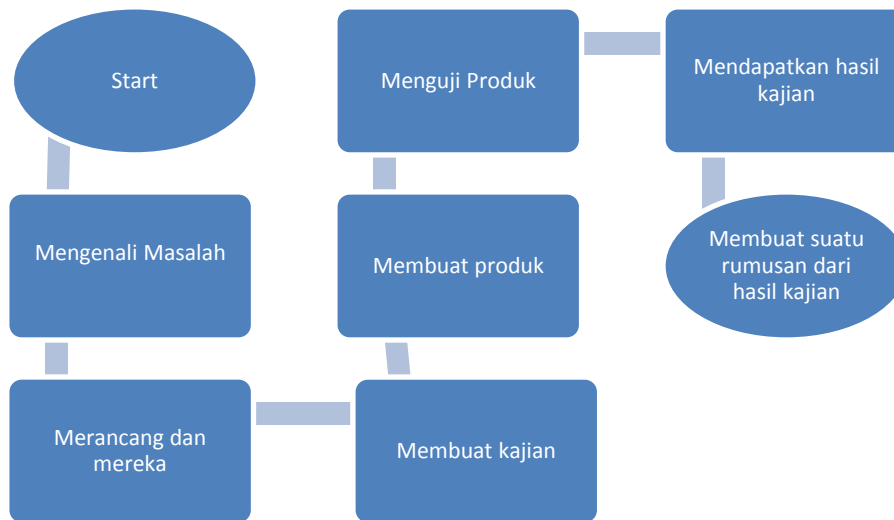 Start
Mengenali Masalah
Merancang dan
mereka
Membuat kajian
Membuat produk
Menguji Produk
Mendapatkan hasil
kajian
Membuat suatu
rumusan dari
hasil kajian